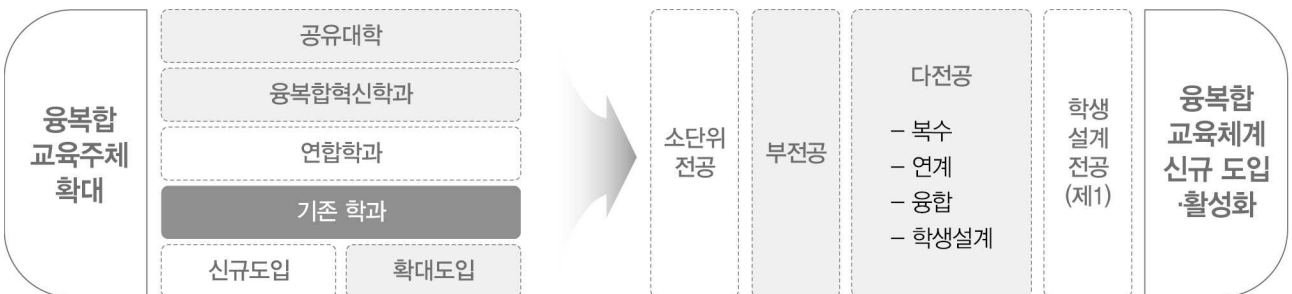 융복합
교육주체
확대
공유대학
융복합혁신학과
연합학과
기존 학과
신규도입
확대도입
소단위
전공
부전공
다전공
– 복수
– 연계
– 융합
– 학생설계
학생
설계
전공
(제1)
융복합
교육체계
신규 도입
·활성화